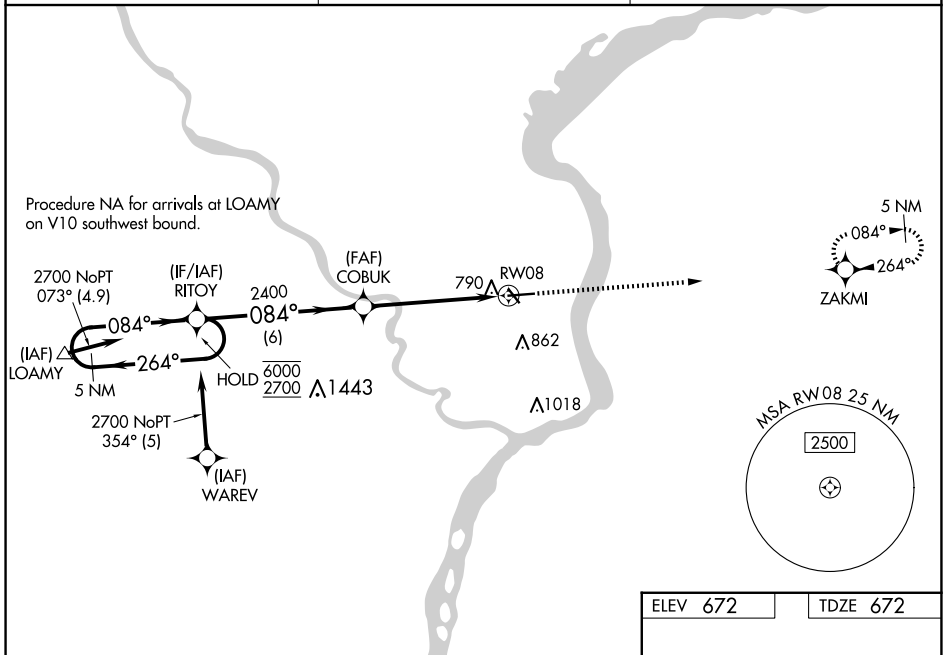 Procedure NA for arrivals at LOAMY
on V10 southwest bound.
2700 NoPT
073° (4.9)
(IF/IAF)
RITOY
(FAF)
COBUK
2400
084°
(6)
790
RW08
5 NM
084°
264°
ZAKMI
084°
264°
(IAF)
LOAMY
5 NM
HOLD
6000
2700
1443
862
1018
2700 NoPT
354° (5)
(IAF)
WAREV
MSA RW08 25 NM
2500
ELEV 672
TDZE 672